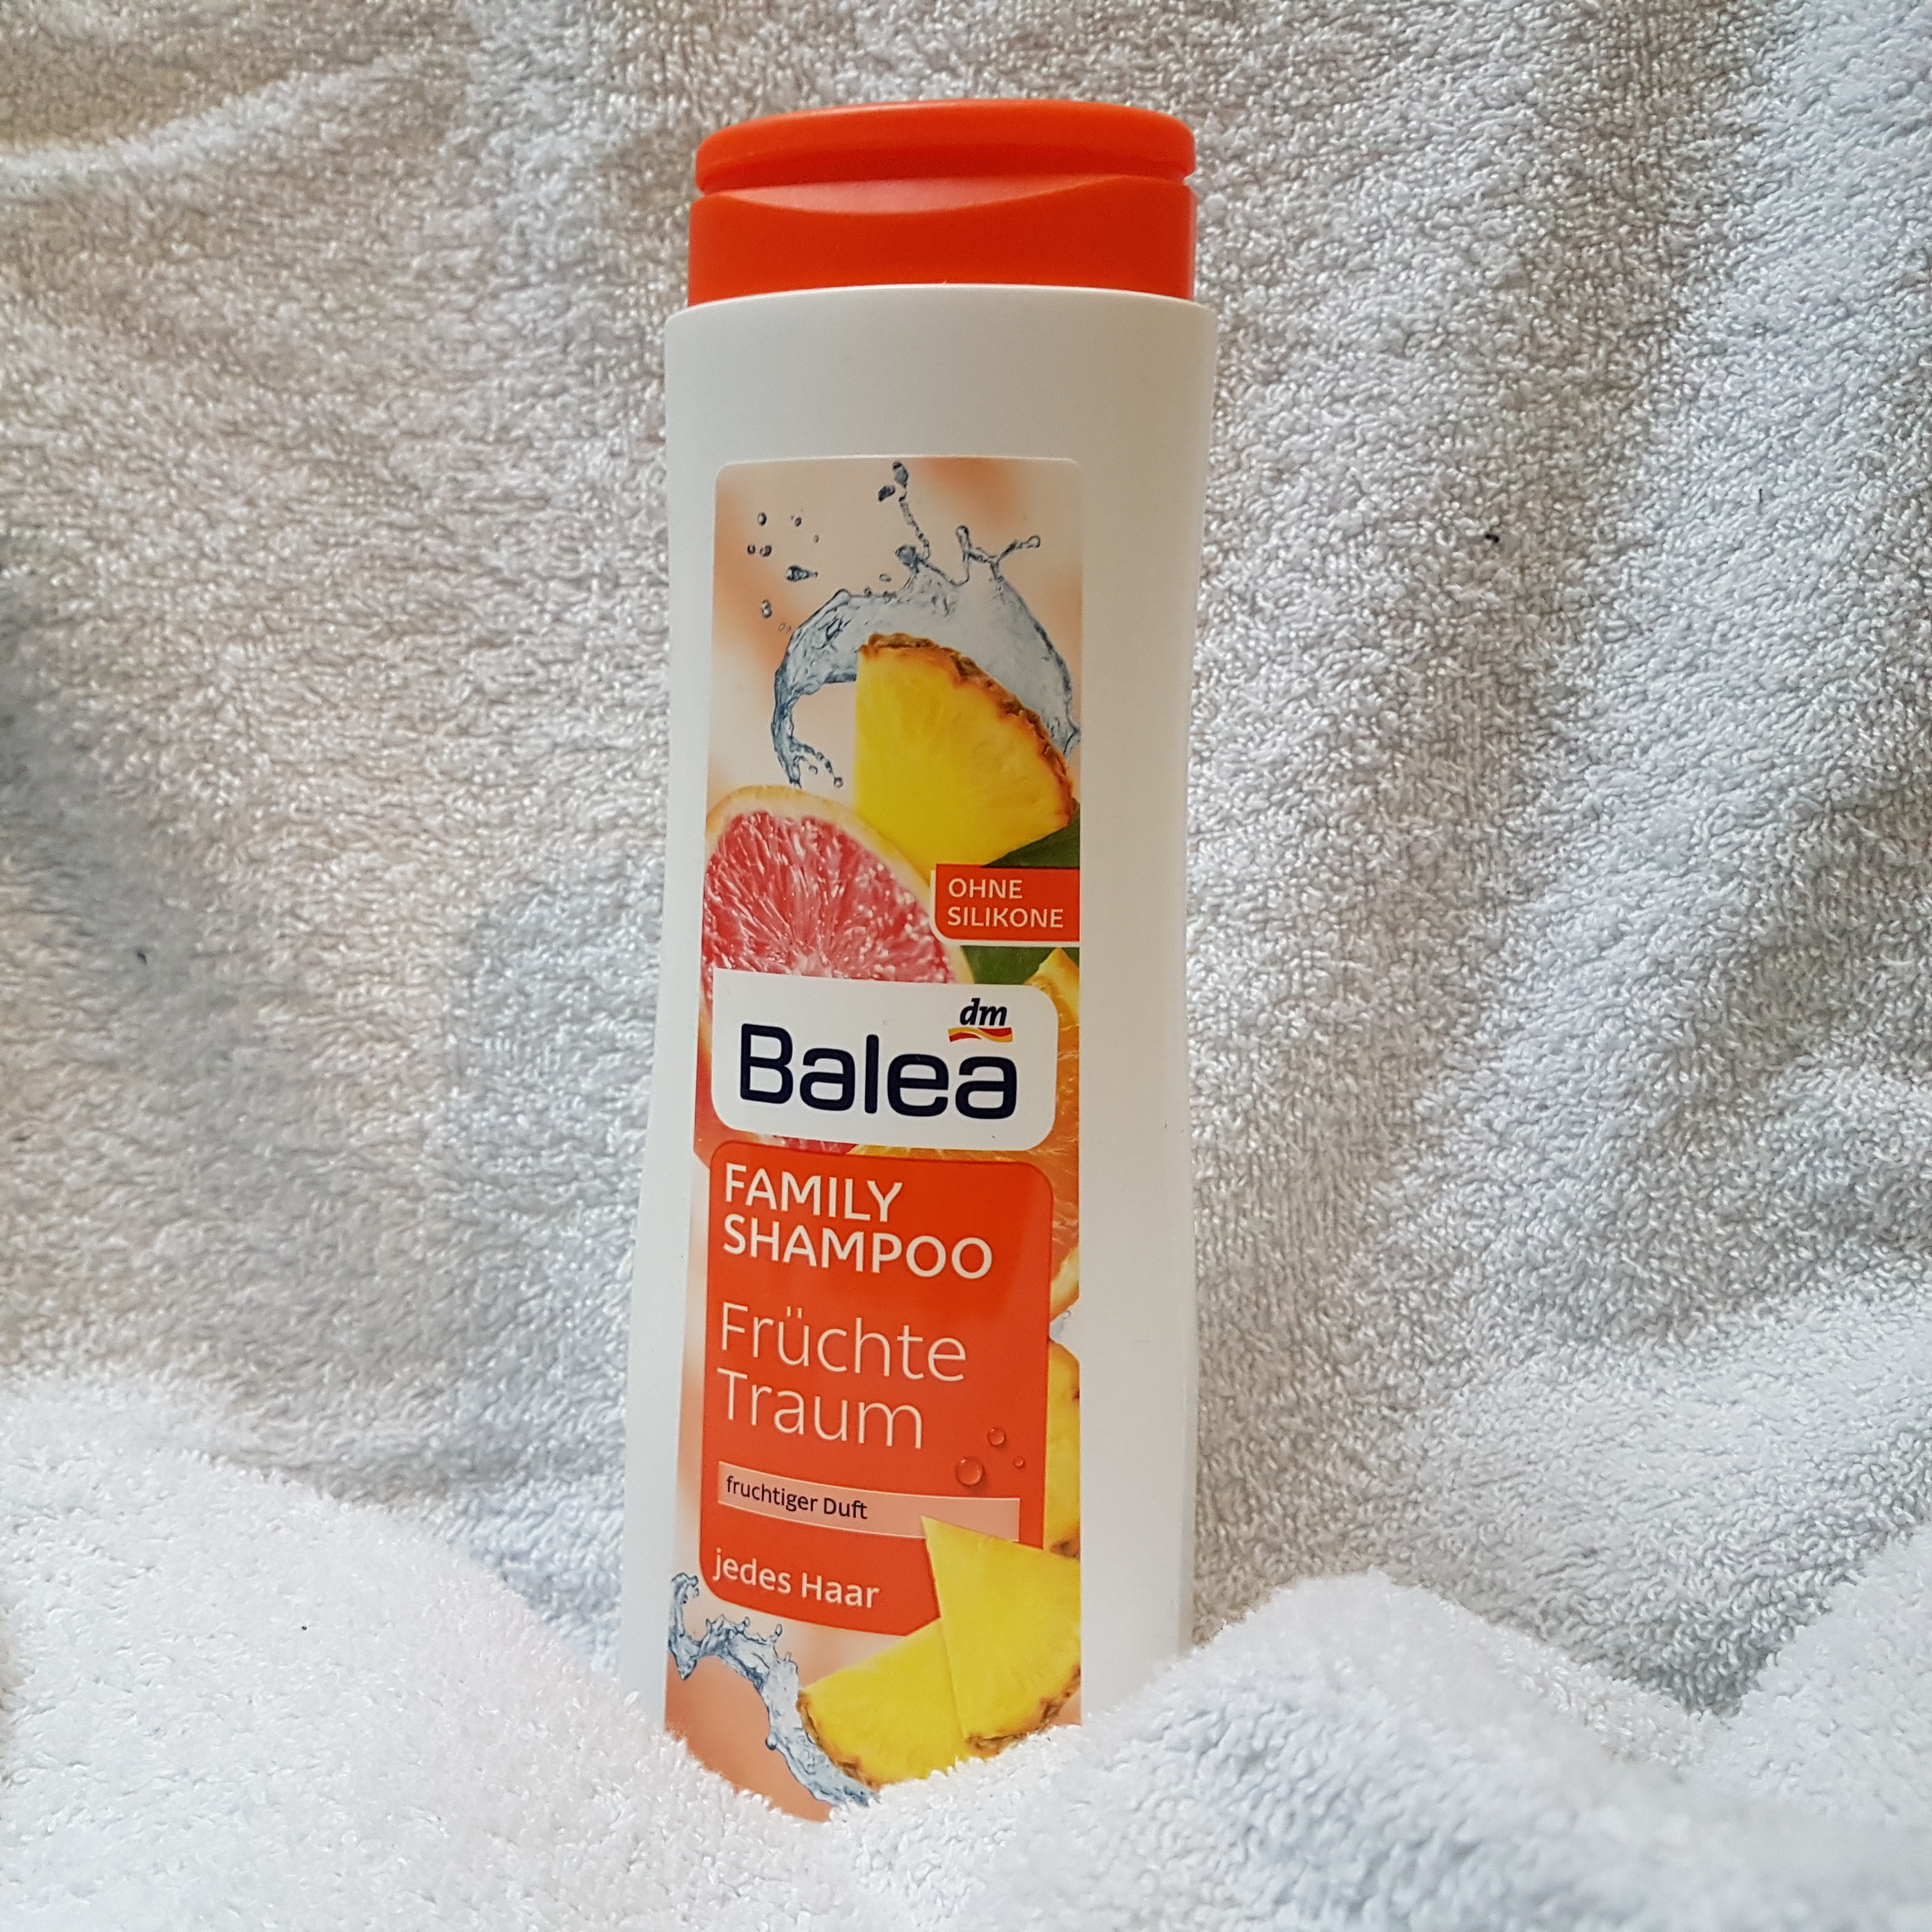 OHNE
SILIKONE
dm
Balea
FAMILY
SHAMPOO
Früchte
Traum
fruchtiger Duft
jedes Haar